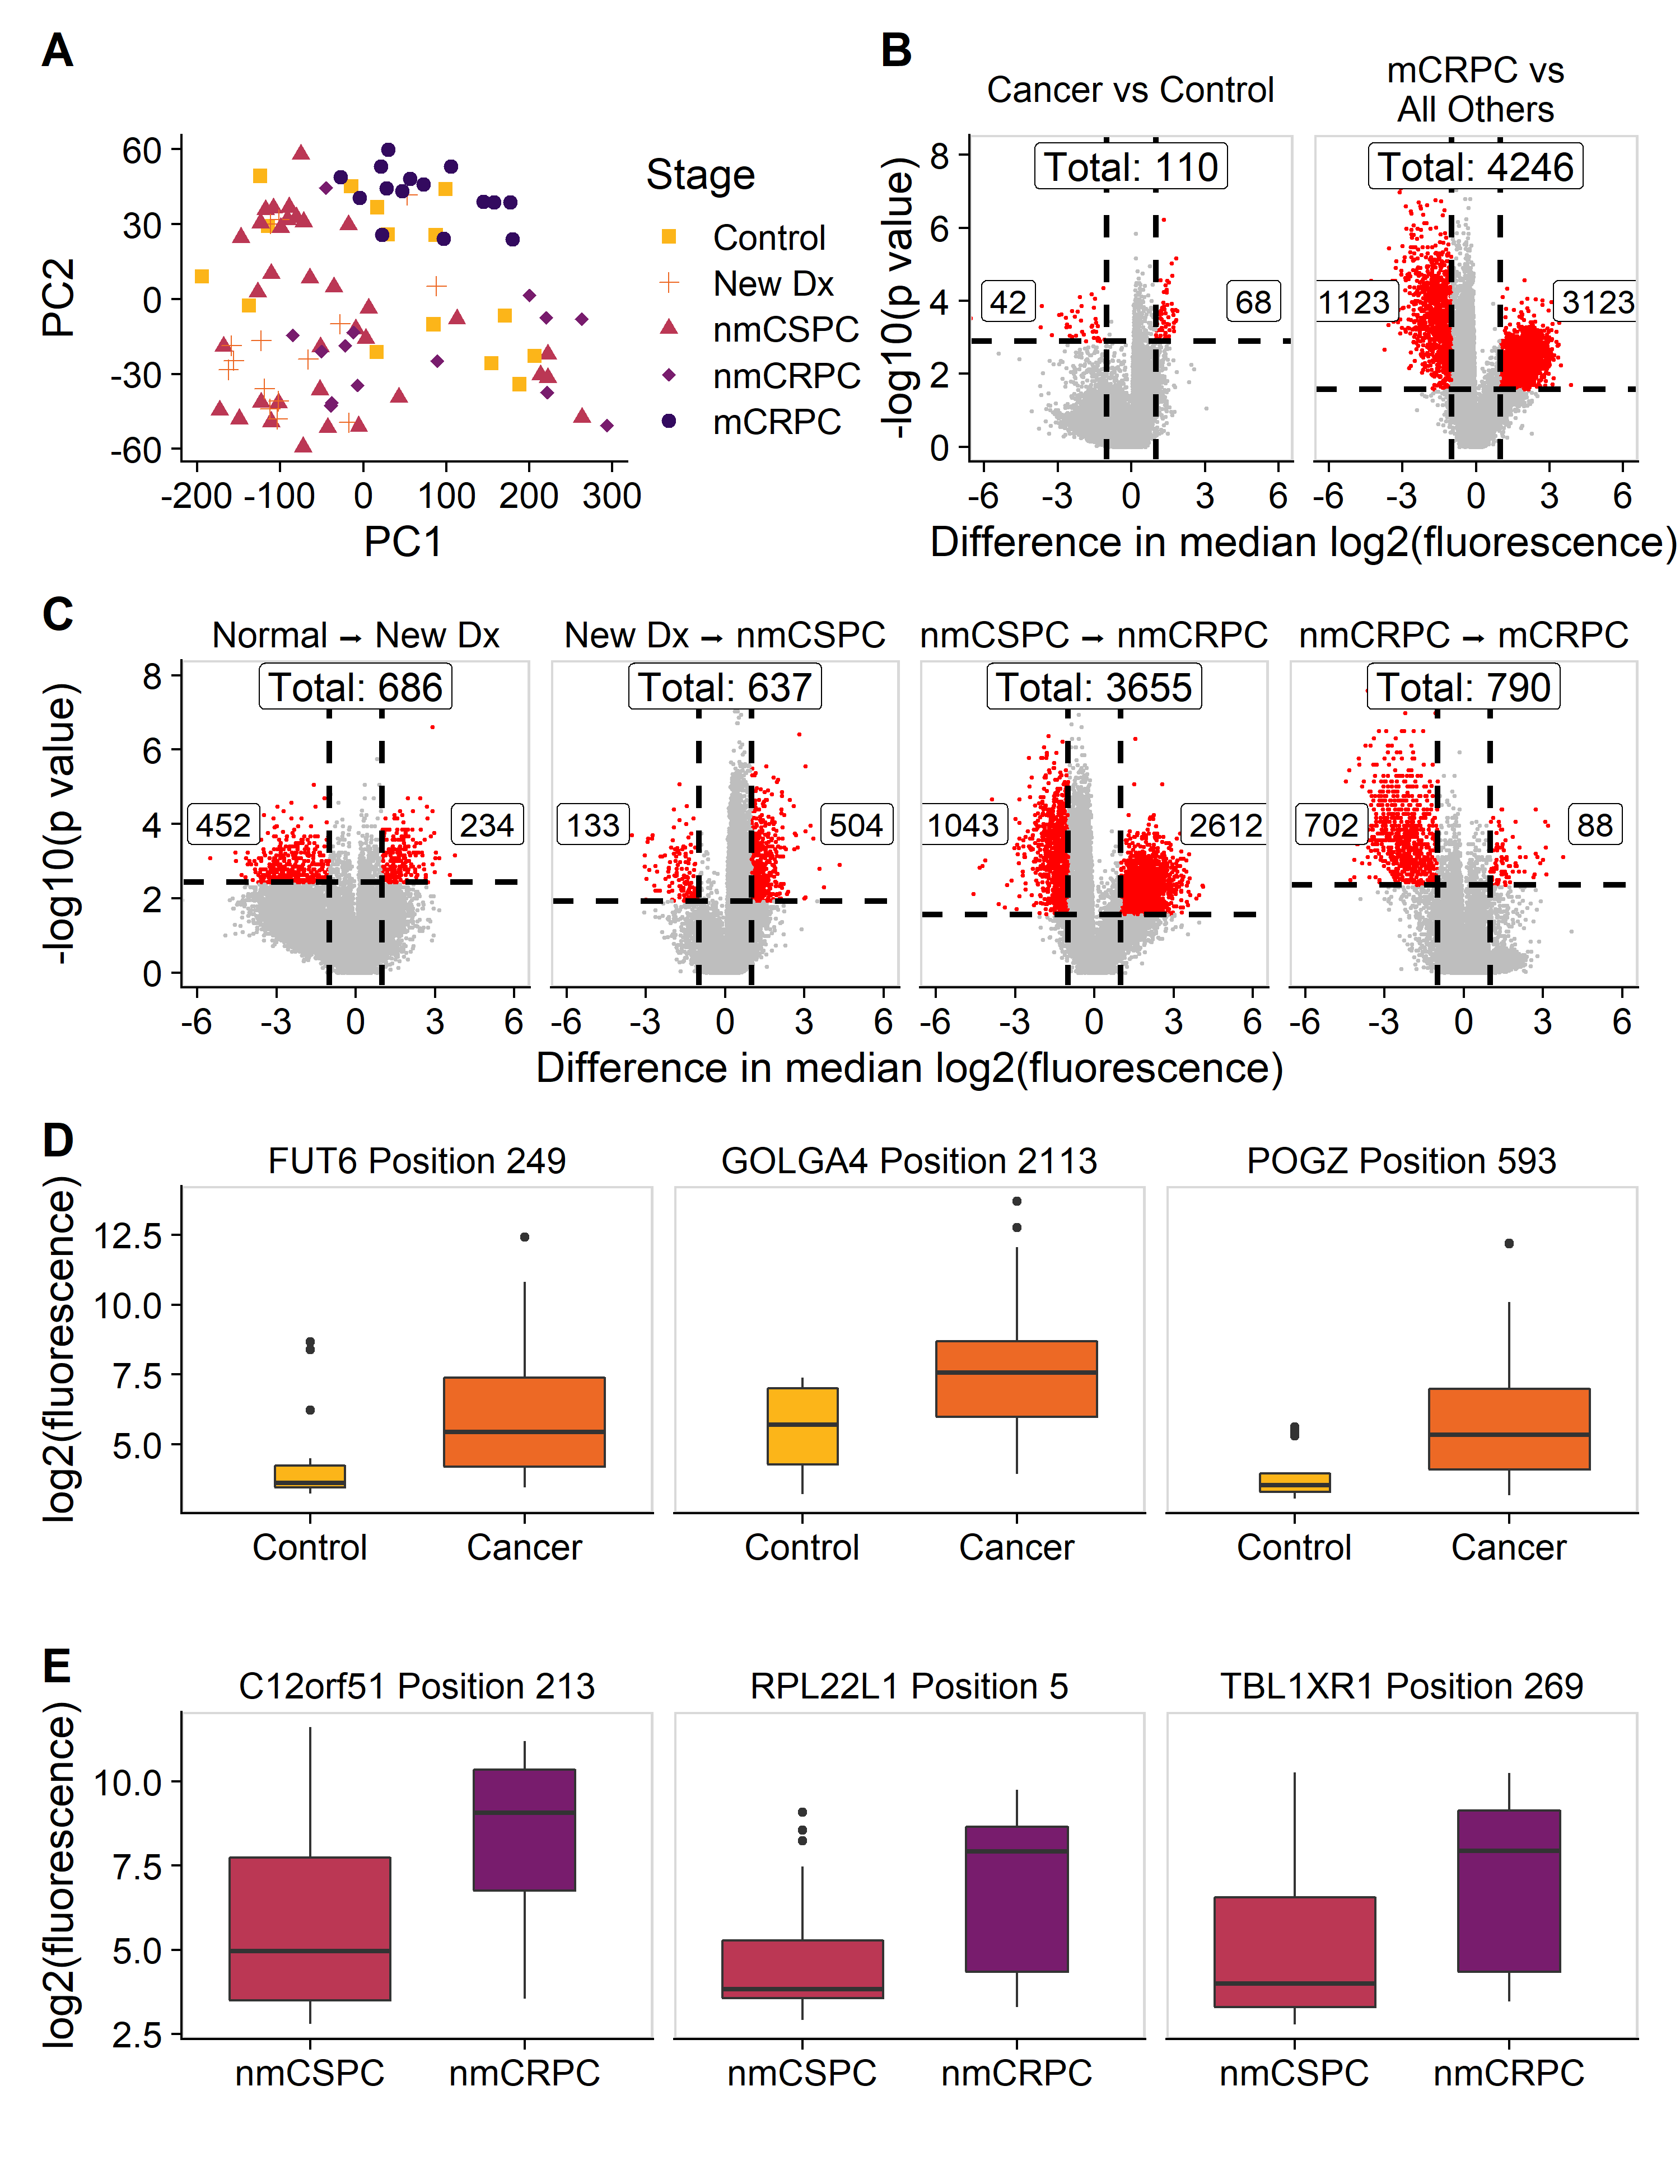 A
60
30
0
-30
-60
PC2
-200 -100 0 100 200 300
PC1
Stage
Control
New Dx
nmCSPC
nmCRPC
mCRPC
B
Cancer vs Control
mCRPC vs
All Others
Total: 110
Total: 4246
42
68
1123
3123
8
6
4
2
0
-log10(p value)
-6 -3 0 3 6
-6 -3 0 3 6
Difference in median log2(fluorescence)
C
Normal → New Dx
New Dx → nmCSPC
nmCSPC → nmCRPC
nmCRPC → mCRPC
Total: 686
Total: 637
Total: 3655
Total: 790
452
234
133
504
1043
2612
702
88
8
6
4
2
0
-log10(p value)
-6 -3 0 3 6
-6 -3 0 3 6
-6 -3 0 3 6
-6 -3 0 3 6
Difference in median log2(fluorescence)
D
FUT6 Position 249
GOLGA4 Position 2113
POGZ Position 593
12.5
10.0
7.5
5.0
log2(fluorescence)
Control Cancer
Control Cancer
Control Cancer
E
C12orf51 Position 213
RPL22L1 Position 5
TBL1XR1 Position 269
10.0
7.5
5.0
2.5
log2(fluorescence)
nmCSPC nmCRPC
nmCSPC nmCRPC
nmCSPC nmCRPC